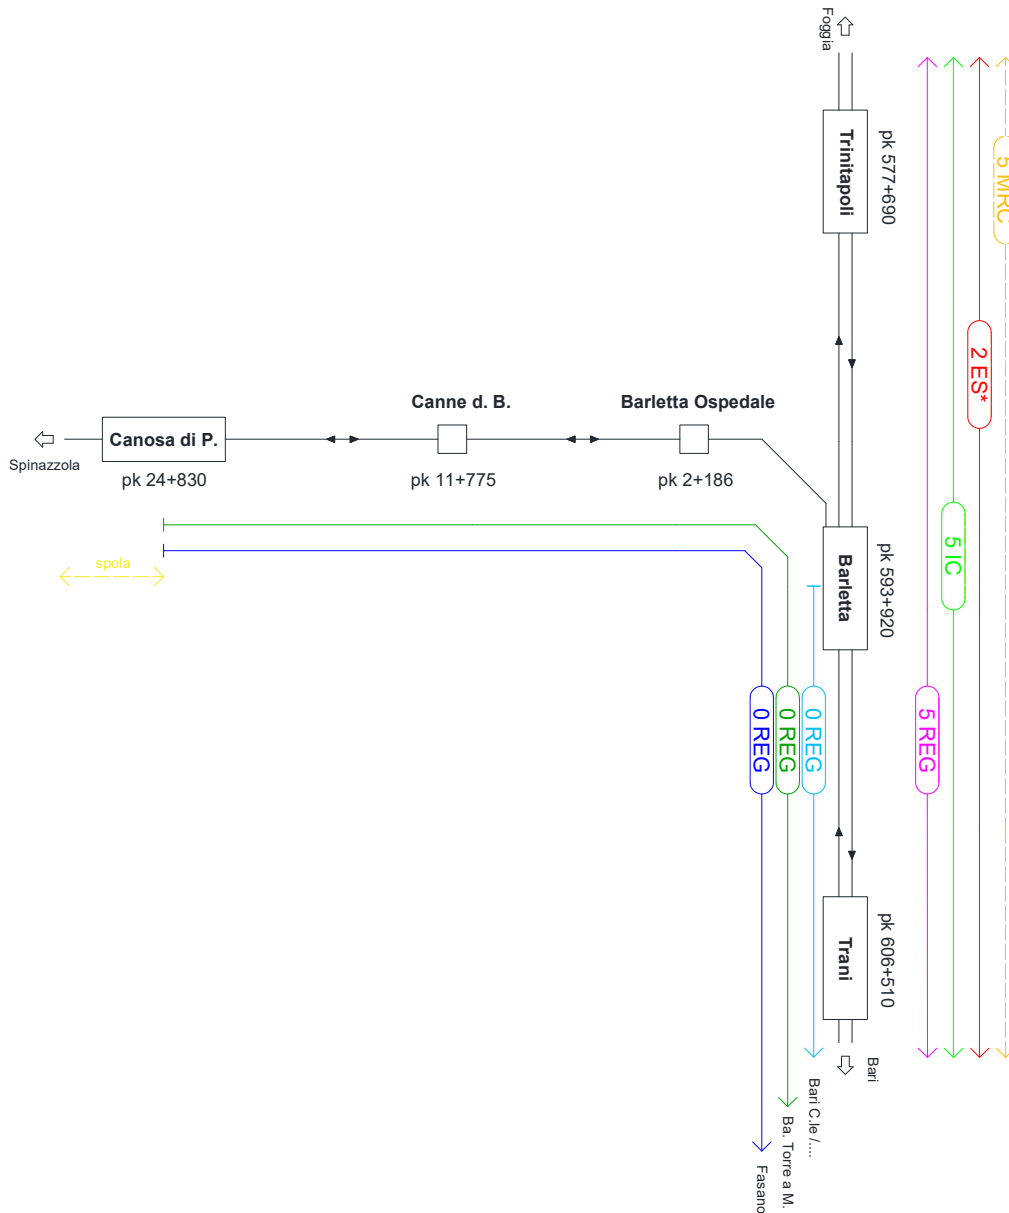 Foggia
Trinitapoli
pk 577+690
5 MRC
2 ES*
5 IC
5 REG
Canne d. B.
Barletta Ospedale
Canosa di P.
Spinazzola
pk 24+830
pk 11+775
pk 2+186
Barletta
pk 593+920
spola
0 REG
0 REG
0 REG
Trani
pk 606+510
Bari
Bari C.le /....
Ba. Torre a M.
Fasano